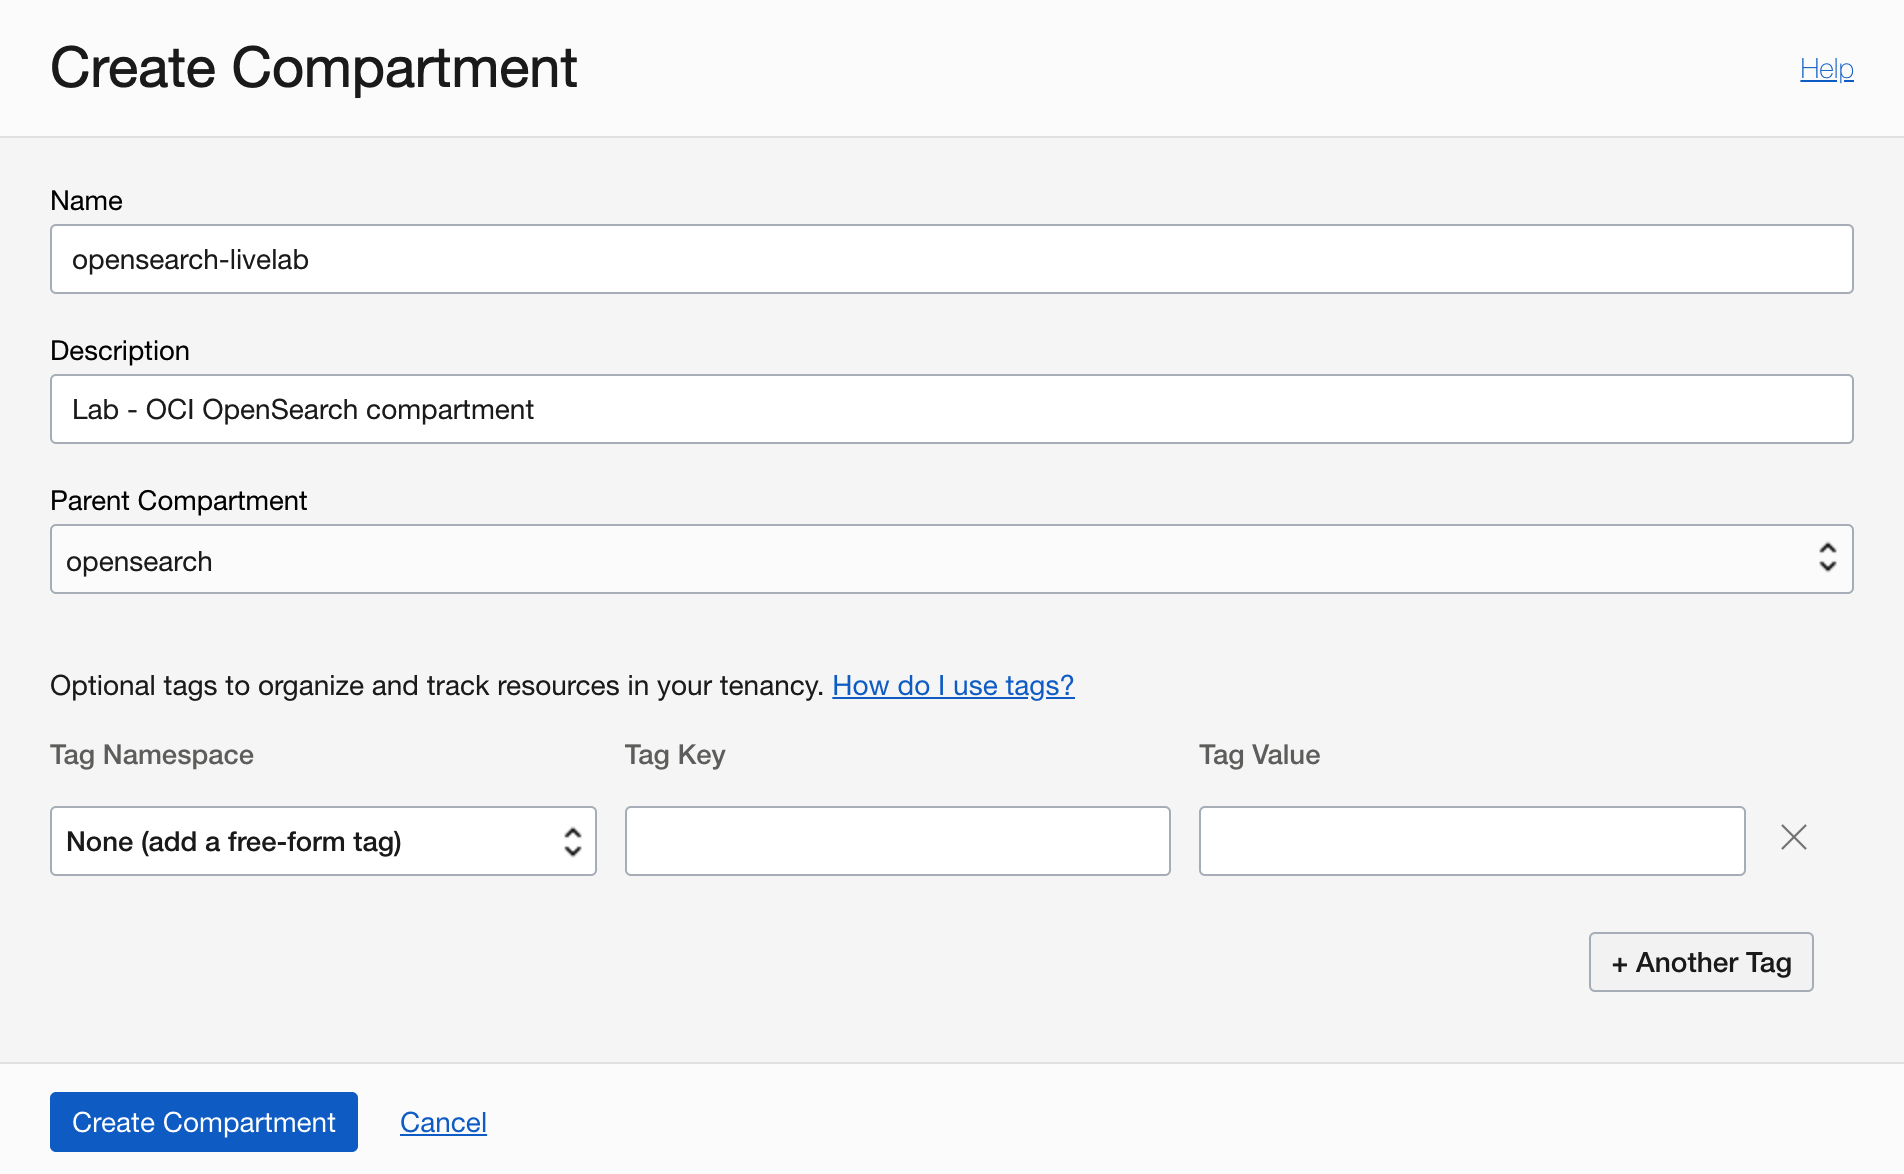 Create Compartment
Help
Name
opensearch-livelab
Description
Lab - OCI OpenSearch compartment
Parent Compartment
opensearch
Optional tags to organize and track resources in your tenancy. How do I use tags?
Tag Namespace Tag Key Tag Value
None (add a free-form tag)
+ Another Tag
Create Compartment Cancel